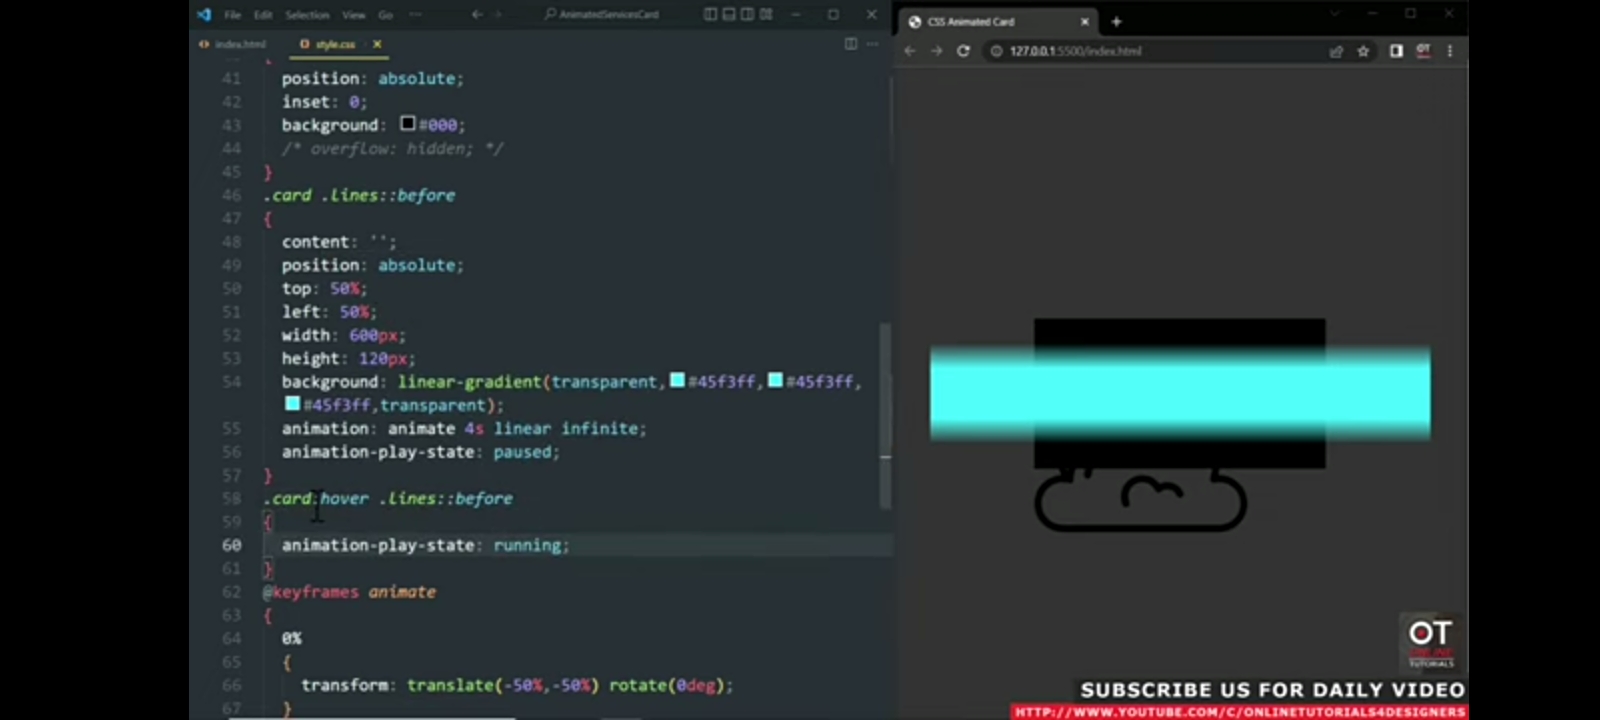 File Edit Selection View Go ··· AnimatedServicesCard
index.html style.css
41 position: absolute;
42 inset: 0;
43 background: #000;
44 /* overflow: hidden; */
45 }
46 .card .lines::before
47 {
48 content: '';
49 position: absolute;
50 top: 50%;
51 left: 50%;
52 width: 600px;
53 height: 120px;
54 background: linear-gradient(transparent,#45f3ff,#45f3ff,
#45f3ff,transparent);
55 animation: animate 4s linear infinite;
56 animation-play-state: paused;
57 }
58 .card:hover .lines::before
59 {
60 animation-play-state: running;
61 }
62 @keyframes animate
63 {
64 0%
65 {
66 transform: translate(-50%,-50%) rotate(0deg);
67 }
CSS Animated Card
127.0.0.1:5500/index.html
OT
ONLINE
TUTORIALS
SUBSCRIBE US FOR DAILY VIDEO
HTTP://WWW.YOUTUBE.COM/C/ONLINETUTORIALS4DESIGNERS